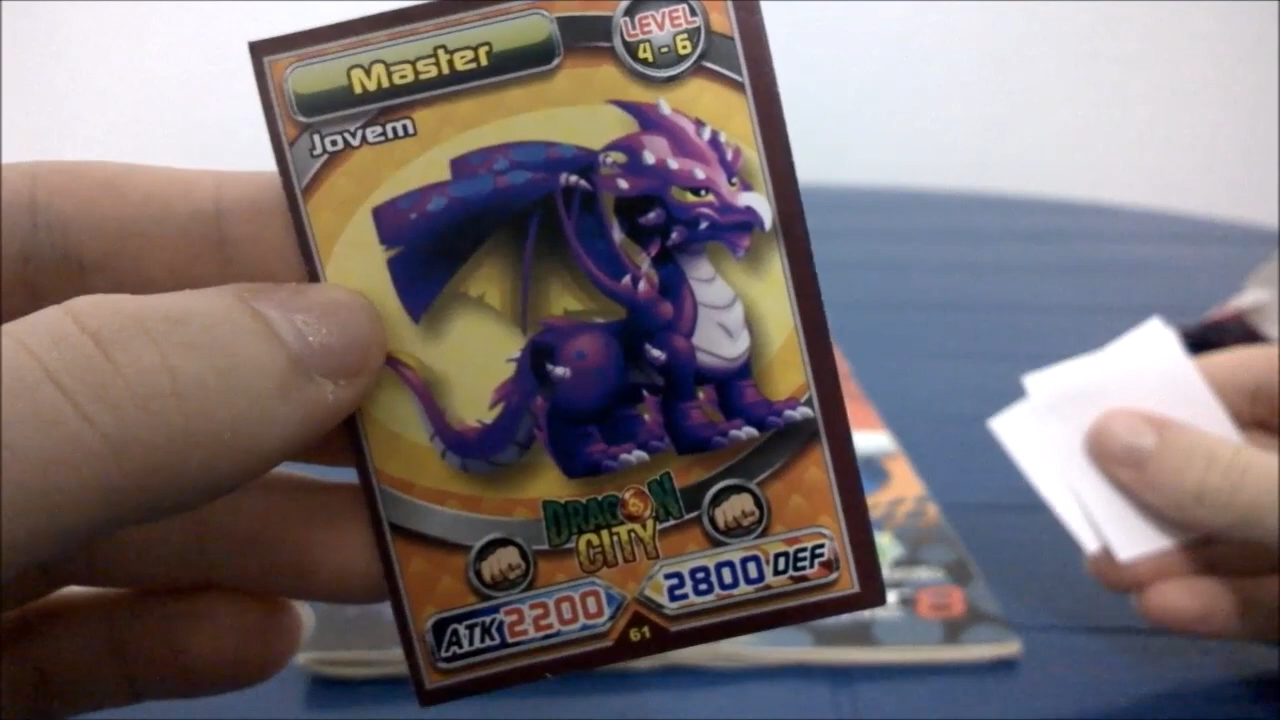 Master
LEVEL
4 - 6
Jovem
DRAGON
CITY
ATK 2200
2800 DEF
61